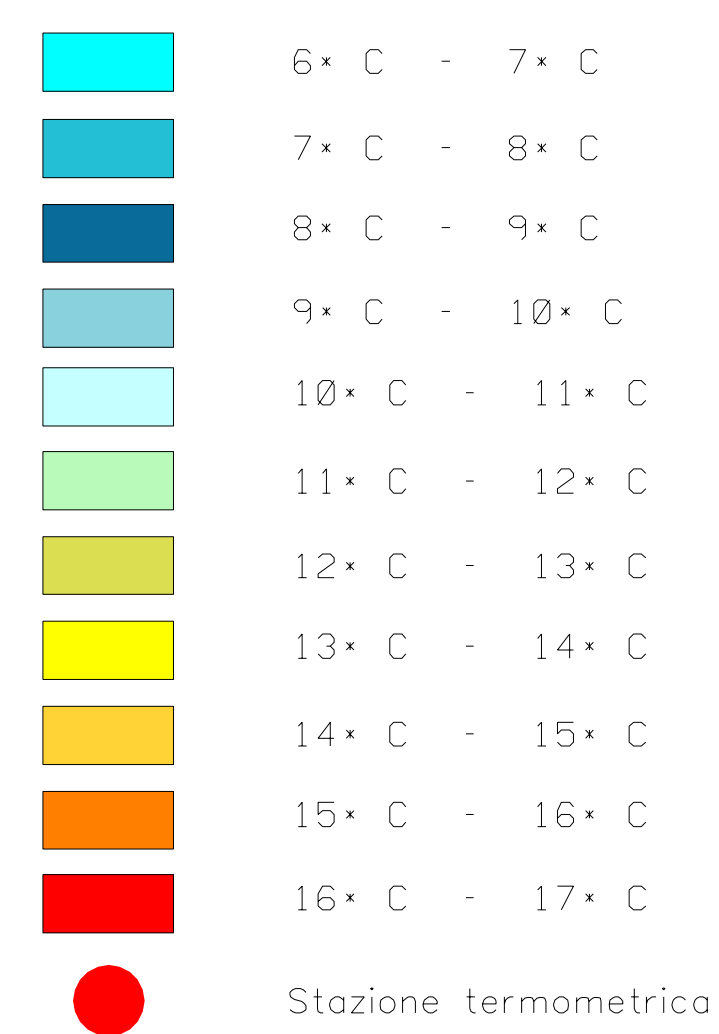 6* C - 7* C
7* C - 8* C
8* C - 9* C
9* C - 10* C
10* C - 11* C
11* C - 12* C
12* C - 13* C
13* C - 14* C
14* C - 15* C
15* C - 16* C
16* C - 17* C
Stazione termometrica